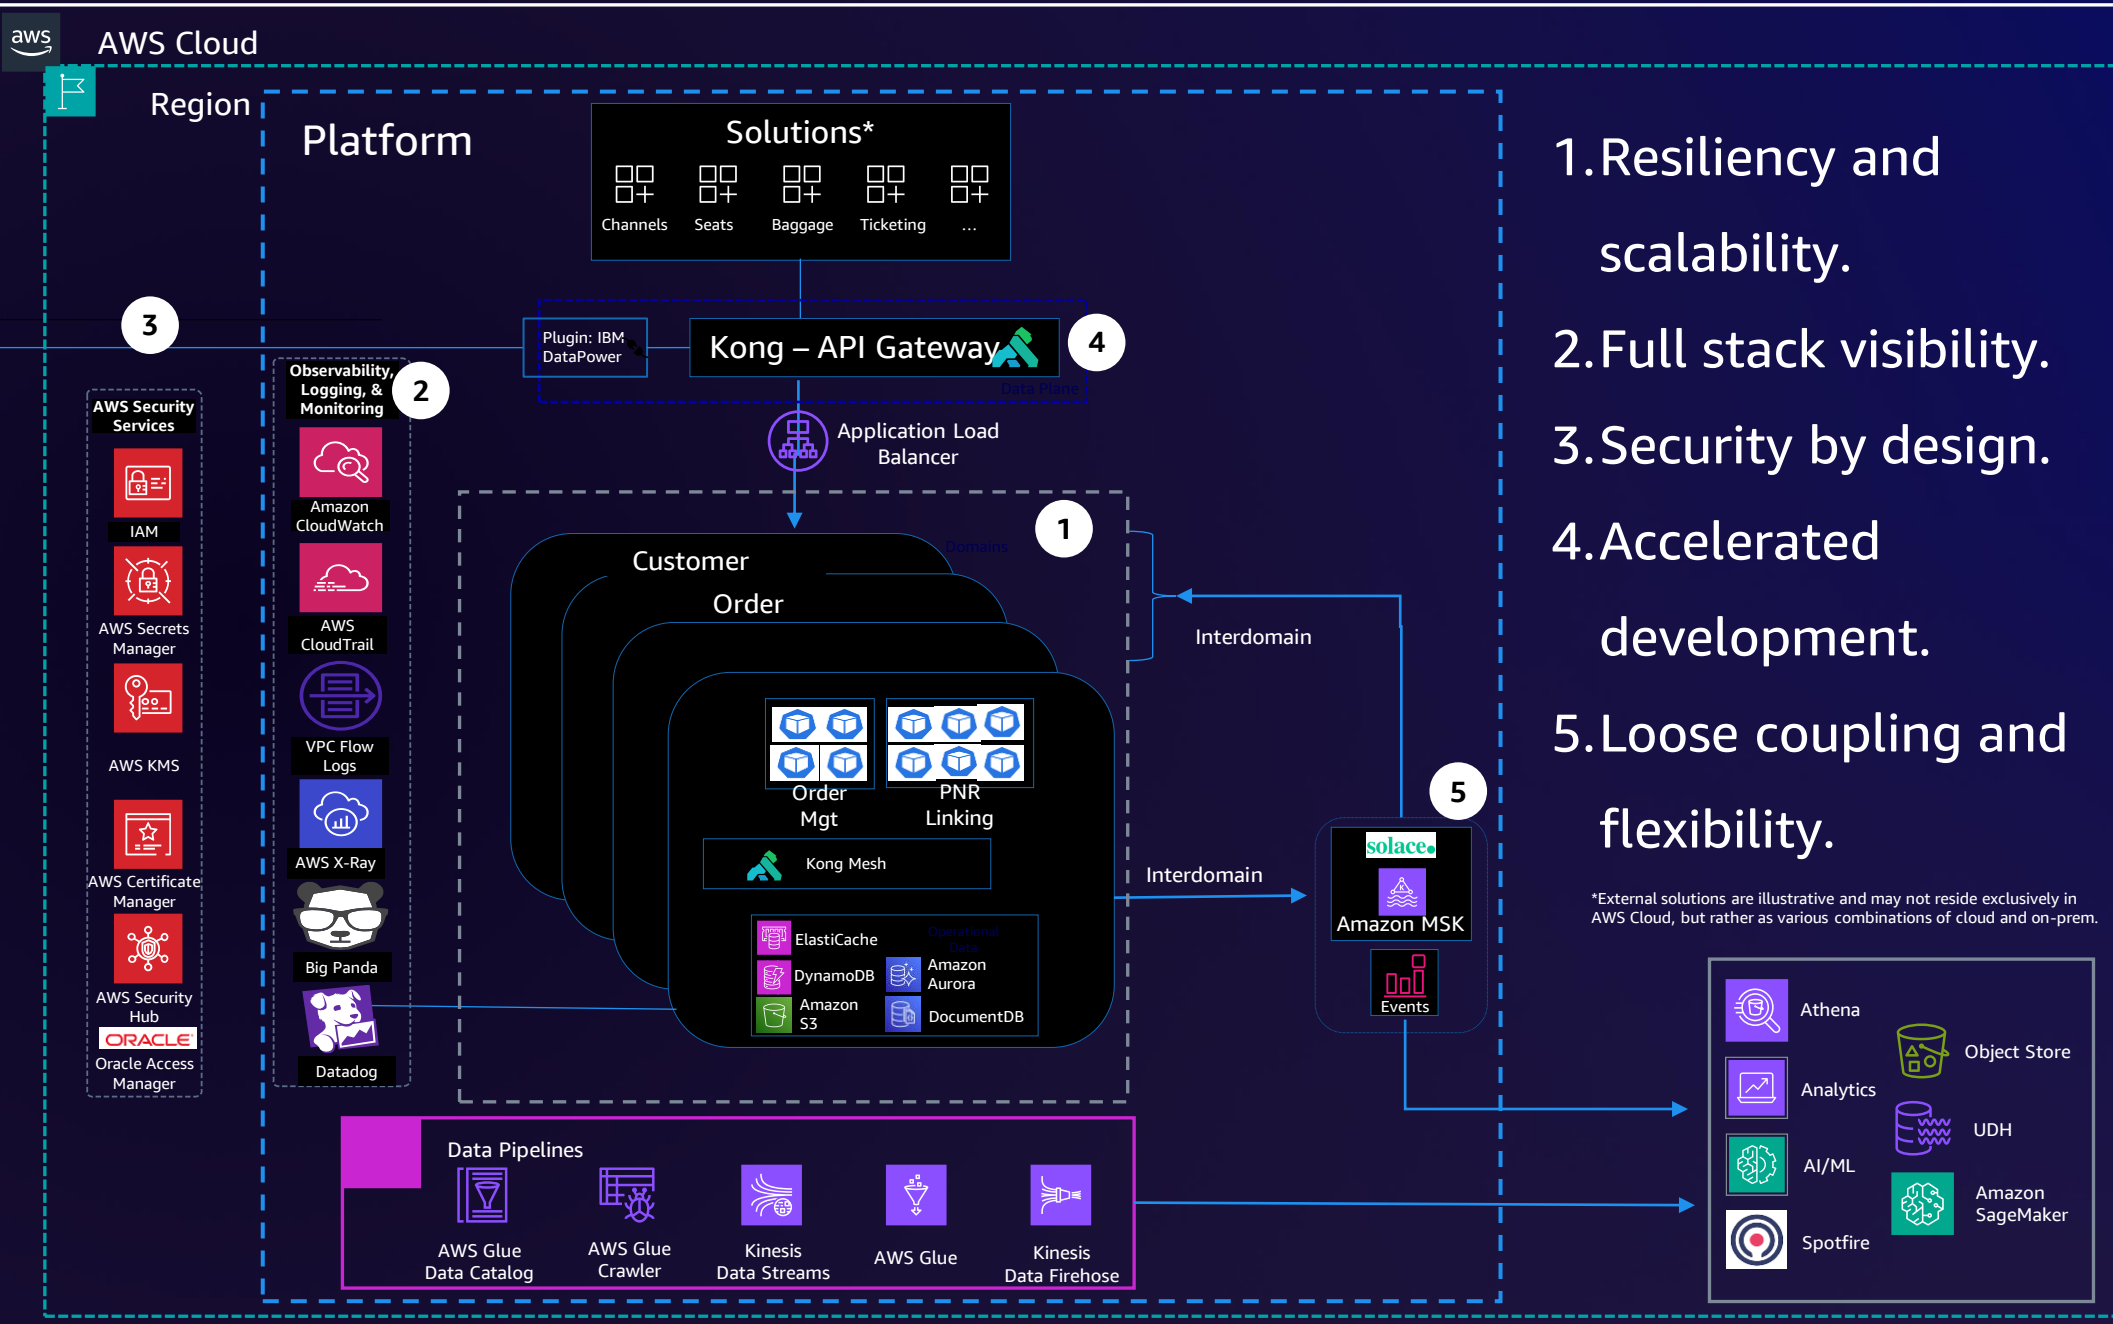 aws
AWS Cloud
Region
Platform
Solutions*
Channels
Seats
Baggage
Ticketing
...
3
Plugin: IBM
DataPower
Kong – API Gateway
4
Data Plane
Application Load
Balancer
AWS Security
Services
IAM
AWS Secrets
Manager
AWS KMS
AWS Certificate
Manager
AWS Security
Hub
ORACLE
Oracle Access
Manager
Observability,
Logging, &
Monitoring
2
Amazon
CloudWatch
AWS
CloudTrail
VPC Flow
Logs
AWS X-Ray
Big Panda
Datadog
1
Domains
Customer
Order
Order
Mgt
PNR
Linking
Kong Mesh
ElastiCache
Operational
Data
DynamoDB
Amazon
Aurora
Amazon
S3
DocumentDB
Interdomain
Interdomain
5
solace.
K
Amazon MSK
Events
Data Pipelines
AWS Glue
Data Catalog
AWS Glue
Crawler
Kinesis
Data Streams
AWS Glue
Kinesis
Data Firehose
1. Resiliency and
scalability.
2. Full stack visibility.
3. Security by design.
4. Accelerated
development.
5. Loose coupling and
flexibility.
*External solutions are illustrative and may not reside exclusively in
AWS Cloud, but rather as various combinations of cloud and on-prem.
Athena
Object Store
Analytics
UDH
AI/ML
Amazon
SageMaker
Spotfire